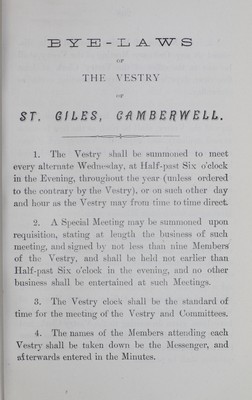 BYE-LAWS
OF
THE VESTRY
OF
ST. GILES, CAMBERWELL.
1. The Vestry shall be summoned to meet
every alternate Wednesday, at Half-past Six o'clock
in the Evening, throughout the year (unless ordered
to the contrary by the Vestry), or on such other day
and hour as the Vestry may from time to time direct.
2. A Special Meeting may be summoned upon
requisition, stating at length the business of such
meeting, and signed by not less than nine Members
of the Vestry, and shall be held not earlier than
Half-past Six o'clock in the evening, and no other
business shall be entertained at such Meetings.
3. The Vestry clock shall be the standard of
time for the meeting of the Vestry and Committees.
4. The names of the Members attending each
Vestry shall be taken down be the Messenger, and
afterwards entered in the Minutes.